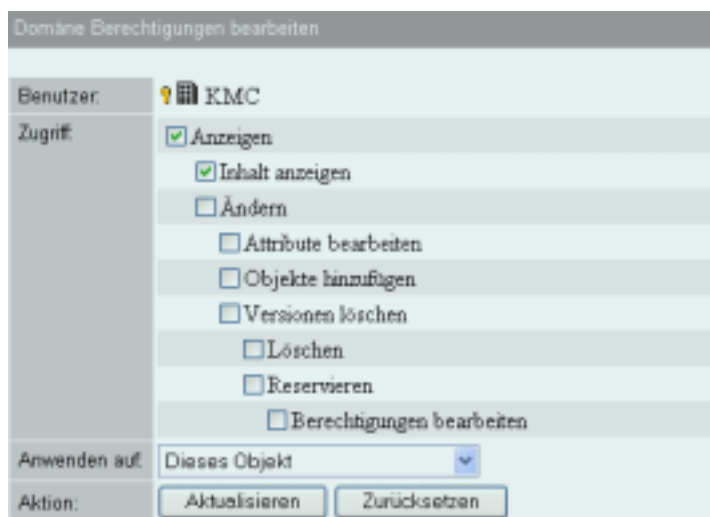 Domäne Berechtigungen bearbeiten
Benutzer: KMC
Zugriff: Anzeigen
Inhalt anzeigen
Ändern
Attribute bearbeiten
Objekte hinzufügen
Versionen löschen
Löschen
Reservieren
Berechtigungen bearbeiten
Anwenden auf: Dieses Objekt
Aktion: Aktualisieren Zurücksetzen